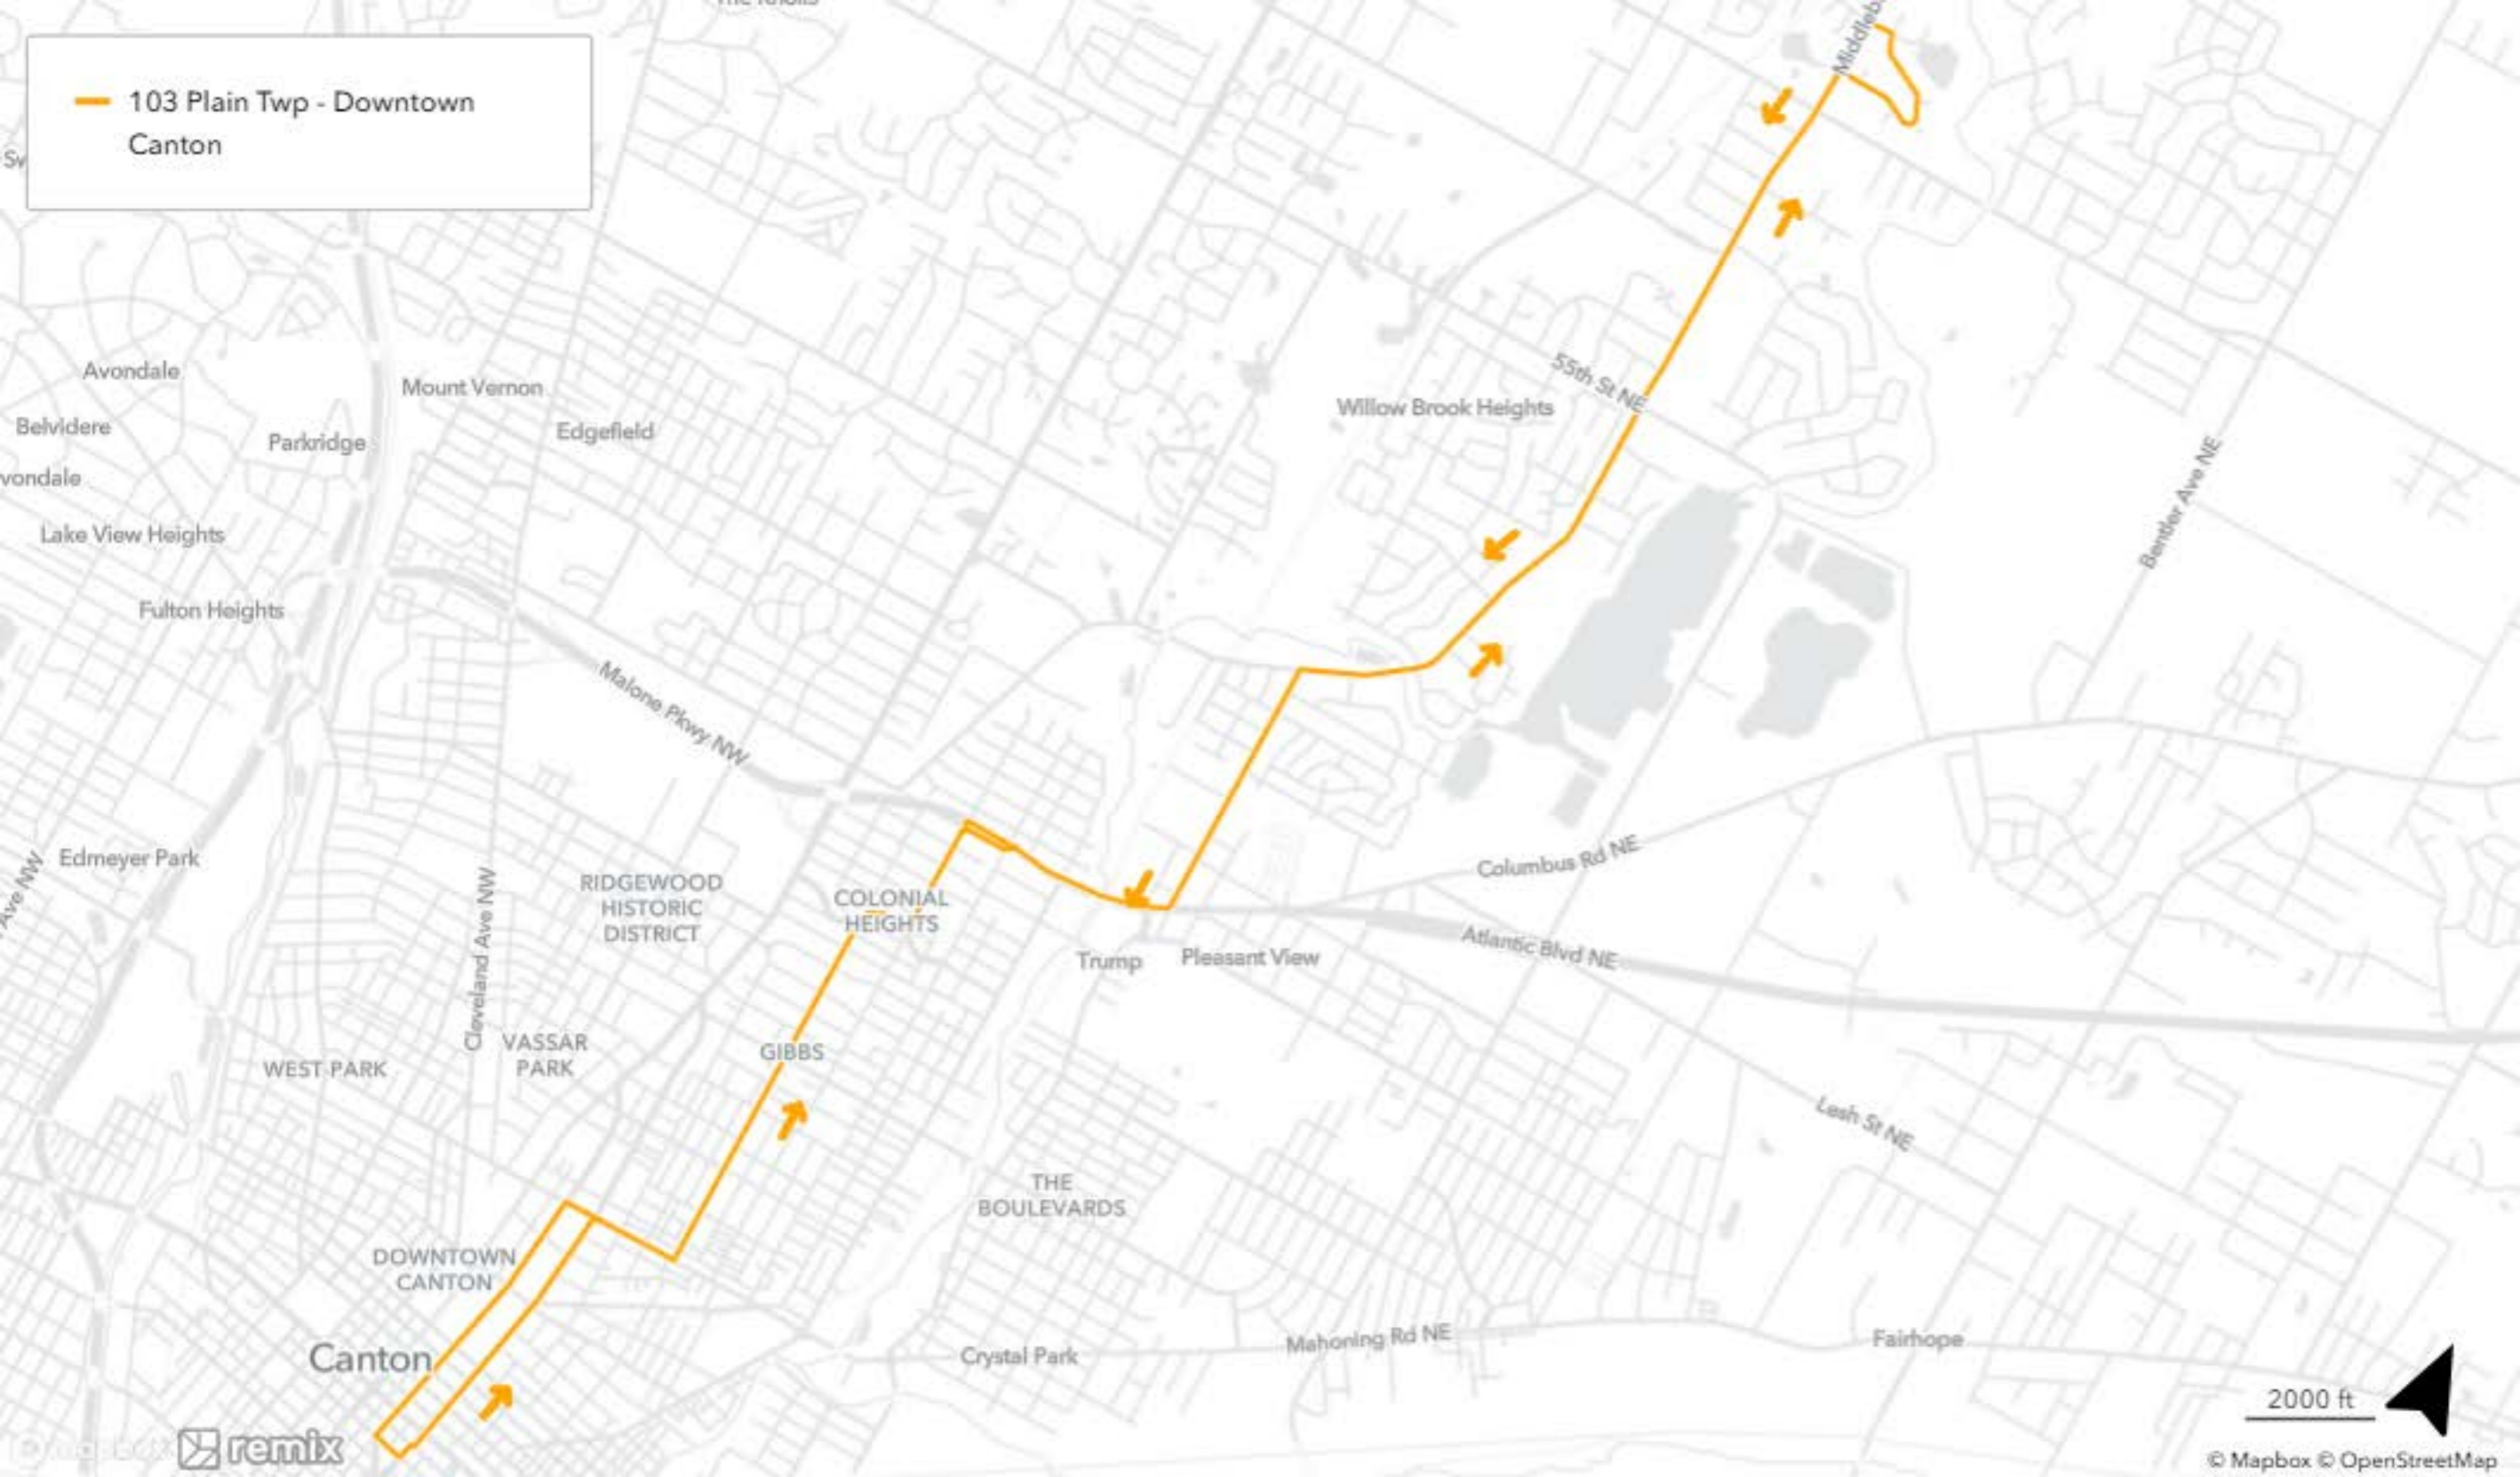 103 Plain Twp - Downtown
Canton
Avondale
Mount Vernon
Belvidere
Edgefield
Parkridge
Lake View Heights
Fulton Heights
Willow Brook Heights
55th St NE
Bentler Ave NE
Malone Pkwy NW
Edmeyer Park
Ave NW
RIDGEWOOD
HISTORIC
DISTRICT
COLONIAL
HEIGHTS
Columbus Rd NE
Cleveland Ave NW
Trump
Pleasant View
Atlantic Blvd NE
VASSAR
PARK
WEST PARK
GIBBS
Lesh St NE
THE
BOULEVARDS
DOWNTOWN
CANTON
Canton
Crystal Park
Mahoning Rd NE
Fairhope
2000 ft
mapbox
remix
© Mapbox © OpenStreetMap